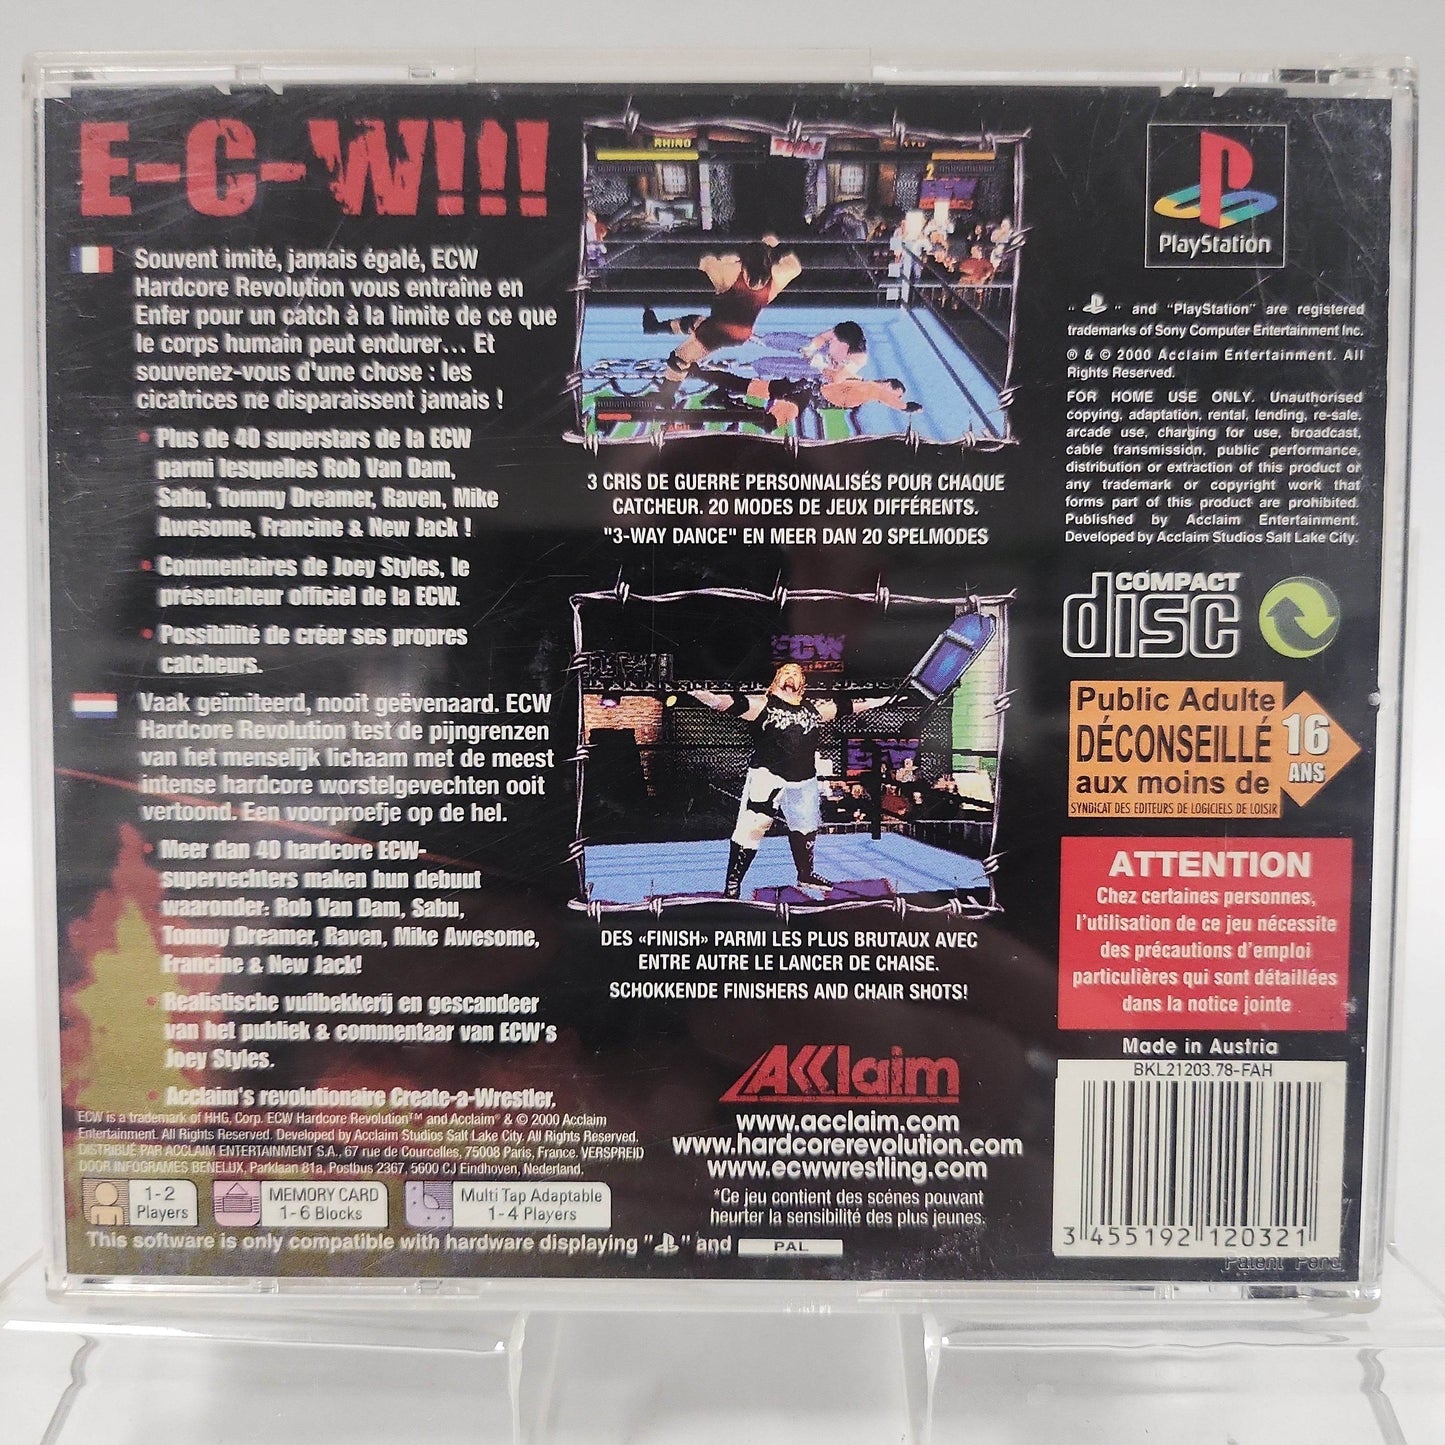 E-C-W!!!
Souvent imité, jamais égalé, ECW
Hardcore Revolution vous entraîne en
Enfer pour un catch à la limite de ce que
le corps humain peut endurer... Et
souvenez-vous d'une chose : les
cicatrices ne disparaissent jamais !
• Plus de 40 superstars de la ECW
parmi lesquelles Rob Van Dam,
Sabu, Tommy Dreamer, Raven, Mike
Awesome, Francine & New Jack !
• Commentaires de Joey Styles, le
présentateur officiel de la ECW.
• Possibilité de créer ses propres
catcheurs.
Vaak geïmiteerd, nooit geëvenaard. ECW
Hardcore Revolution test de pijngrenzen
van het menselijk lichaam met de meest
intense hardcore worstelgevechten ooit
vertoond. Een voorproefje op de hel.
• Meer dan 40 hardcore ECW-
supervechters maken hun debuut
waaronder: Rob Van Dam, Sabu,
Tommy Dreamer, Raven, Mike Awesome,
Francine & New Jack!
• Realistische vuilbekkerij en gescandeer
van het publiek & commentaar van ECW's
Joey Styles.
• Acclaim's revolutionaire Create-a-Wrestler.
ECW is a trademark of HHG, Corp. ECW Hardcore Revolution™ and Acclaim® & © 2000 Acclaim
Entertainment. All Rights Reserved. Developed by Acclaim Studios Salt Lake City. All Rights Reserved.
DISTRIBUÉ PAR ACCLAIM ENTERTAINMENT S.A., 67 rue de Courcelles, 75008 Paris, France. VERSPREID
DOOR INFOGRAMES BENELUX, Parklaan 81a, Postbus 2367, 5600 CJ Eindhoven, Nederland.
1-2
Players
MEMORY CARD
1-6 Blocks
Multi Tap Adaptable
1-4 Players
This software is only compatible with hardware displaying " " and PAL
RHINO
2
ECW
3 CRIS DE GUERRE PERSONNALISÉS POUR CHAQUE
CATCHEUR. 20 MODES DE JEUX DIFFÉRENTS.
"3-WAY DANCE" EN MEER DAN 20 SPELMODES
ECW
ECW
DES «FINISH» PARMI LES PLUS BRUTAUX AVEC
ENTRE AUTRE LE LANCER DE CHAISE.
SCHOKKENDE FINISHERS AND CHAIR SHOTS!
AKKlaim
www.acclaim.com
www.hardcorerevolution.com
www.ecwwrestling.com
*Ce jeu contient des scénes pouvant
heurter la sensibilité des plus jeunes.
PlayStation
" " and "PlayStation" are registered
trademarks of Sony Computer Entertainment Inc.
® & © 2000 Acclaim Entertainment. All
Rights Reserved.
FOR HOME USE ONLY. Unauthorised
copying, adaptation, rental, lending, re-sale,
arcade use, charging for use, broadcast,
cable transmission, public performance,
distribution or extraction of this product or
any trademark or copyright work that
forms part of this product are prohibited.
Published by Acclaim Entertainment.
Developed by Acclaim Studios Salt Lake City.
COMPACT
disc
Public Adulte
DÉCONSEILLÉ
aux moins de
16
ANS
SYNDICAT DES EDITEURS DE LOGICIELS DE LOISIR
ATTENTION
Chez certaines personnes,
l'utilisation de ce jeu nécessite
des précautions d'emploi
particulières qui sont détaillées
dans la notice jointe
Made in Austria
BKL21203.78-FAH
3 455192 120321
Patent Pend